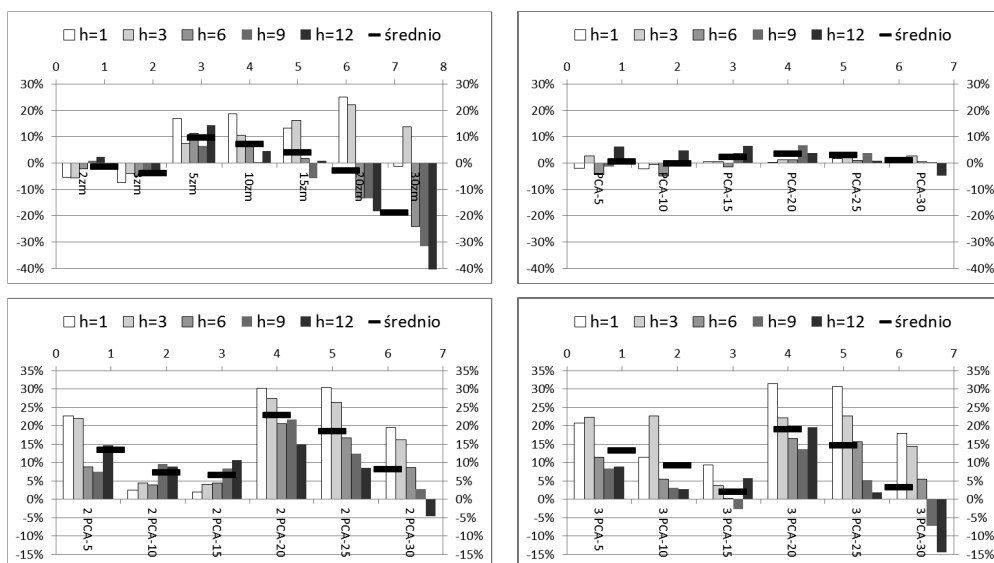 h=1 h=3 h=6 h=9 h=12 średnio
0 1 2 3 4 5 6 7 8
30% 30%
20% 20%
10% 10%
0% 0%
-10% -10%
-20% -20%
-30% -30%
-40% -40%
2zm
5zm
10zm
15zm
20zm
30zm
h=1 h=3 h=6 h=9 h=12 średnio
0 1 2 3 4 5 6 7
30% 30%
20% 20%
10% 10%
0% 0%
-10% -10%
-20% -20%
-30% -30%
-40% -40%
PCA-5
PCA-10
PCA-15
PCA-20
PCA-25
PCA-30
h=1 h=3 h=6 h=9 h=12 średnio
0 1 2 3 4 5 6 7
35% 35%
30% 30%
25% 25%
20% 20%
15% 15%
10% 10%
5% 5%
0% 0%
-5% -5%
-10% -10%
-15% -15%
2 PCA-5
2 PCA-10
2 PCA-15
2 PCA-20
2 PCA-25
2 PCA-30
h=1 h=3 h=6 h=9 h=12 średnio
0 1 2 3 4 5 6 7
35% 35%
30% 30%
25% 25%
20% 20%
15% 15%
10% 10%
5% 5%
0% 0%
-5% -5%
-10% -10%
-15% -15%
3 PCA-5
3 PCA-10
3 PCA-15
3 PCA-20
3 PCA-25
3 PCA-30